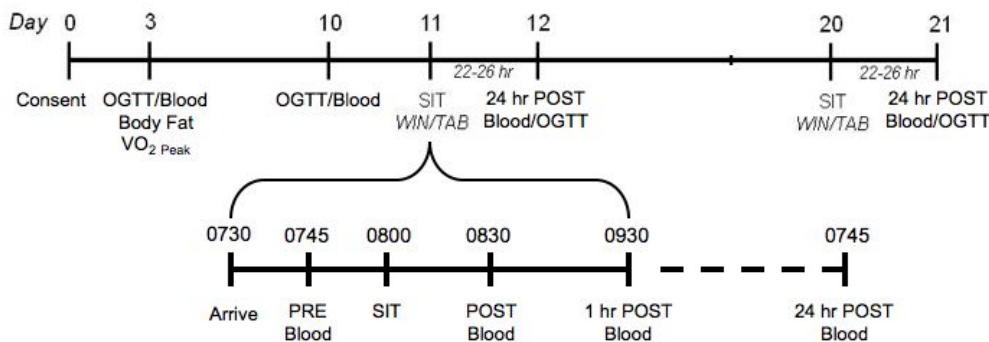 Day 0 3 10 11 12 20 21
22-26 hr 22-26 hr
Consent OGTT/Blood OGTT/Blood SIT 24 hr POST SIT 24 hr POST
Body Fat WIN/TAB Blood/OGTT WIN/TAB Blood/OGTT
VO2 Peak
0730 0745 0800 0830 0930 0745
Arrive PRE SIT POST 1 hr POST 24 hr POST
Blood Blood Blood Blood